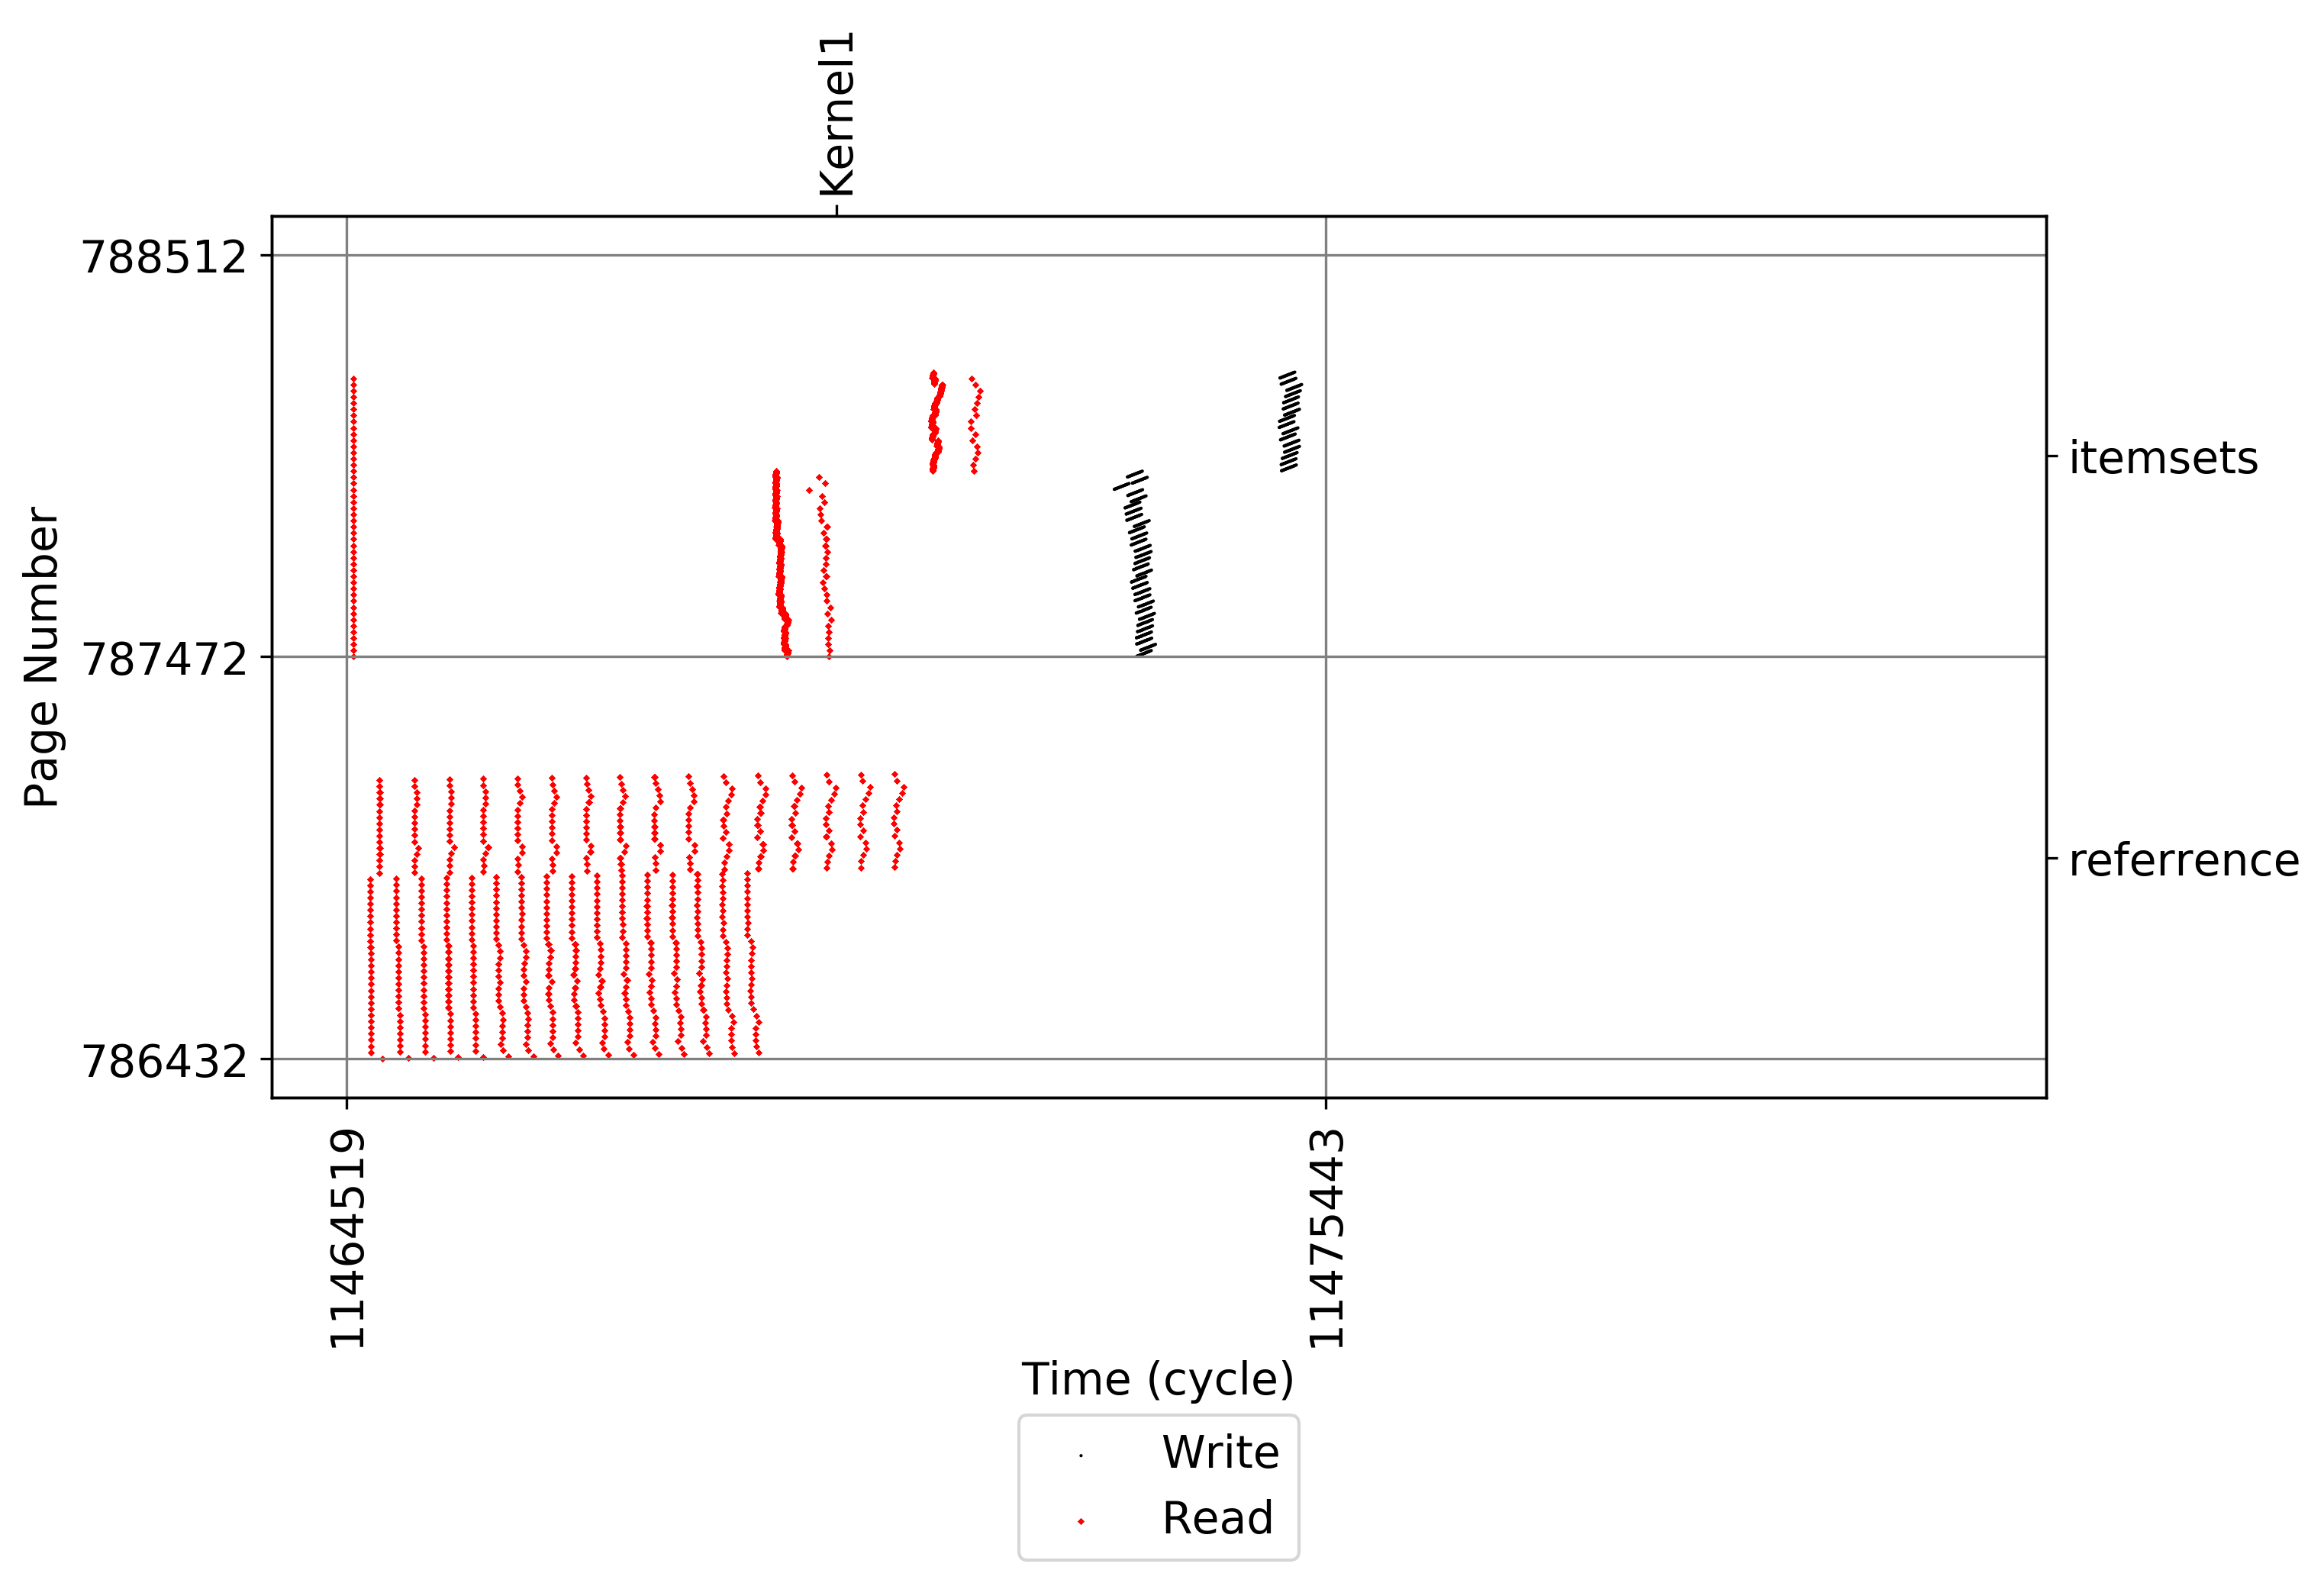 Kernel1
788512
787472
786432
Page Number
itemsets
referrence
11464519
11475443
Time (cycle)
Write
Read